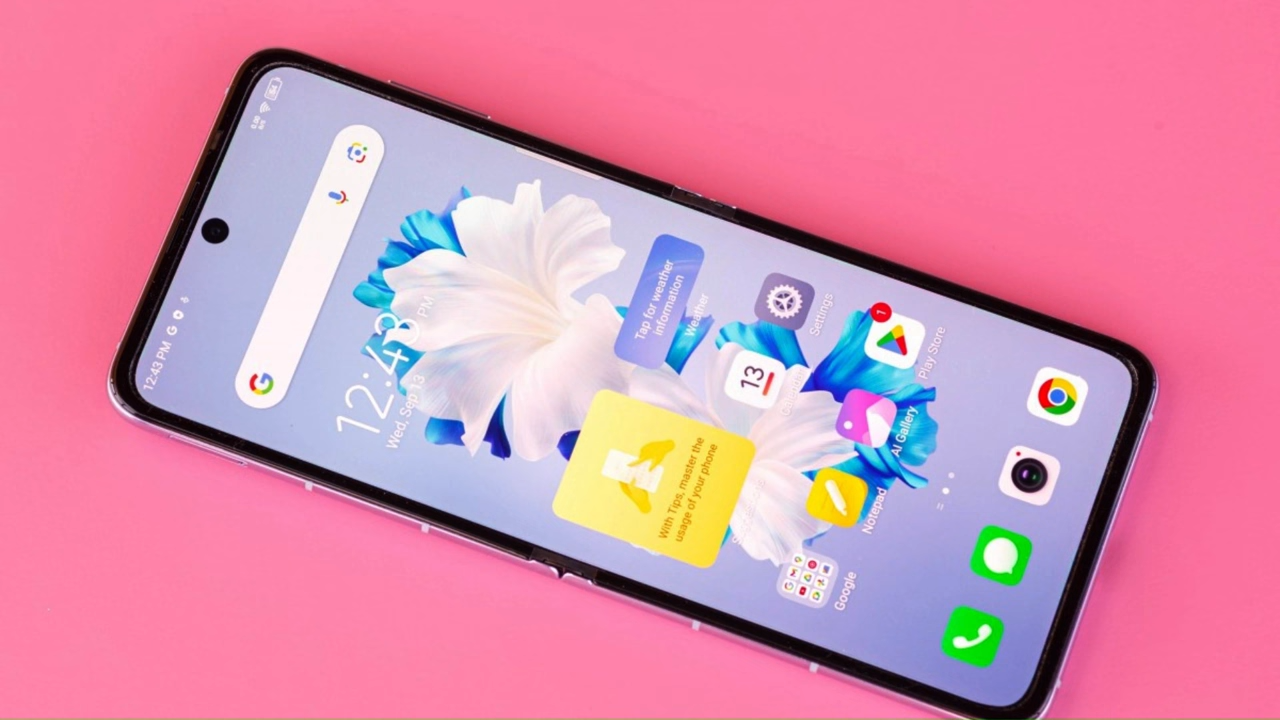 12:43 PM G
12:43 PM
Wed, Sep 13
Tap for weather
information
Weather
With Tips, master the
usage of your phone
Settings
13
1
Play Store
AI Gallery
Notepad
Google